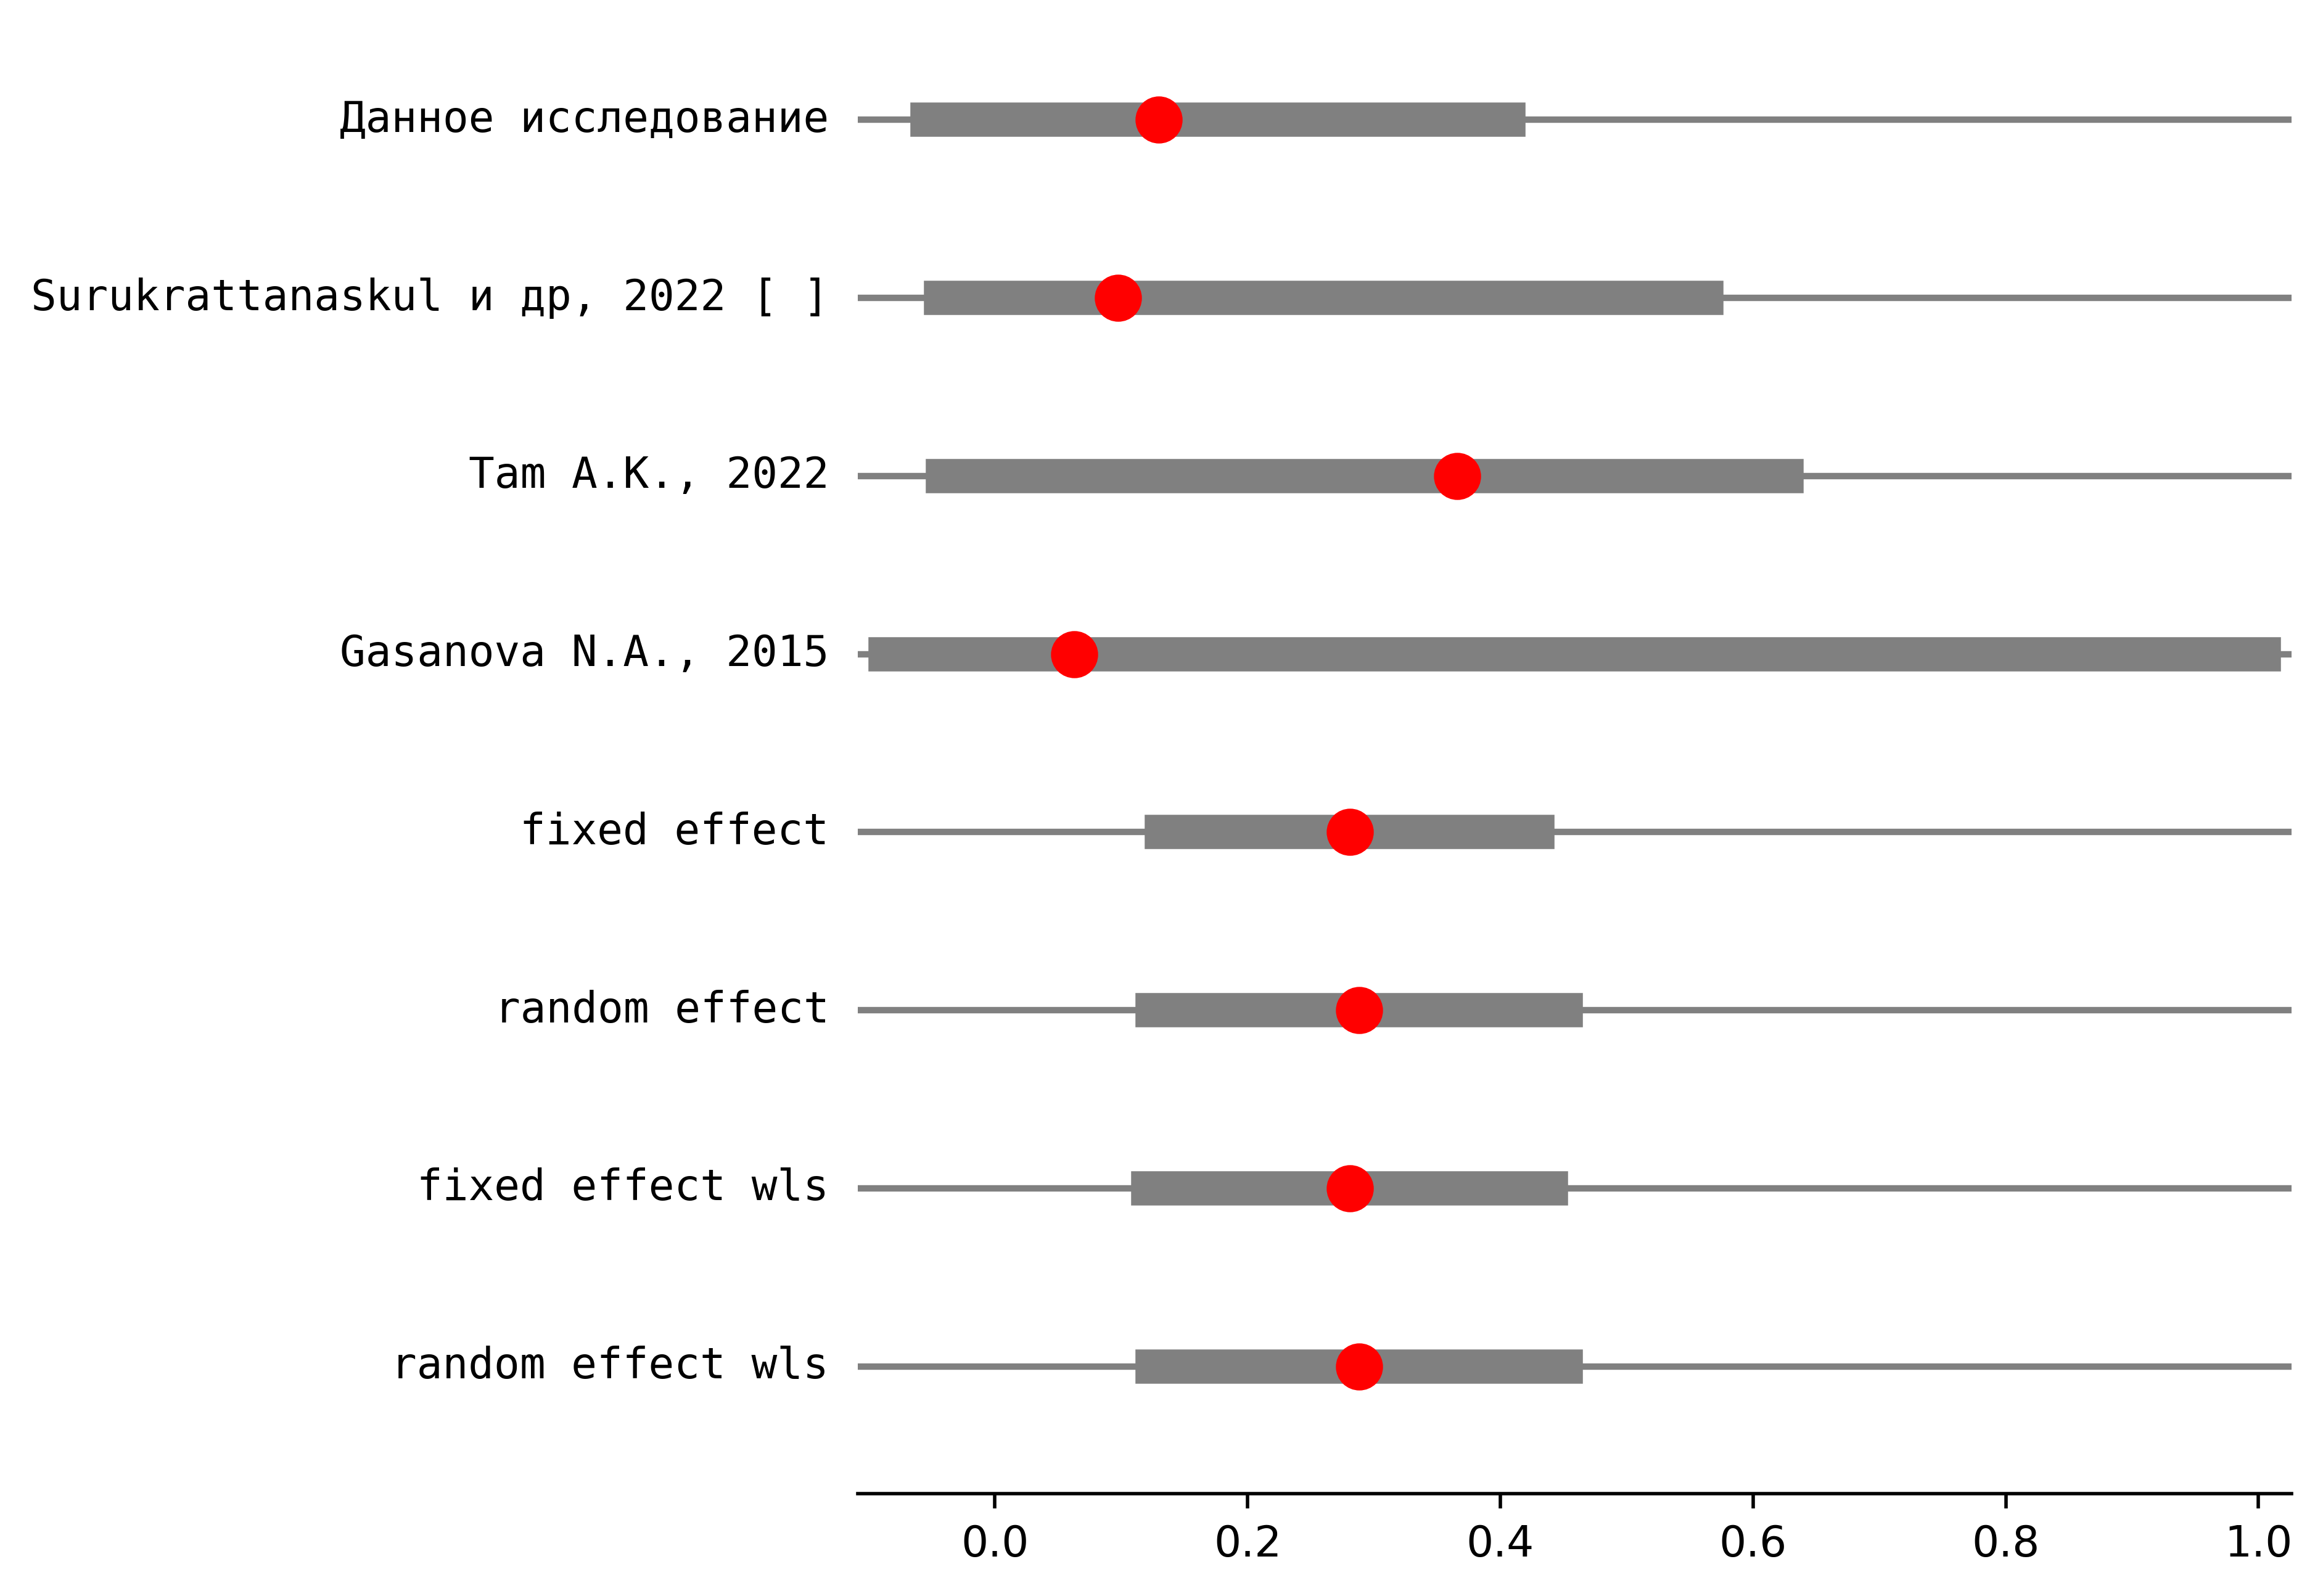 Данное исследование
Surukrattanaskul и др, 2022 [ ]
Tam A.K., 2022
Gasanova N.A., 2015
fixed effect
random effect
fixed effect wls
random effect wls
0.0 0.2 0.4 0.6 0.8 1.0